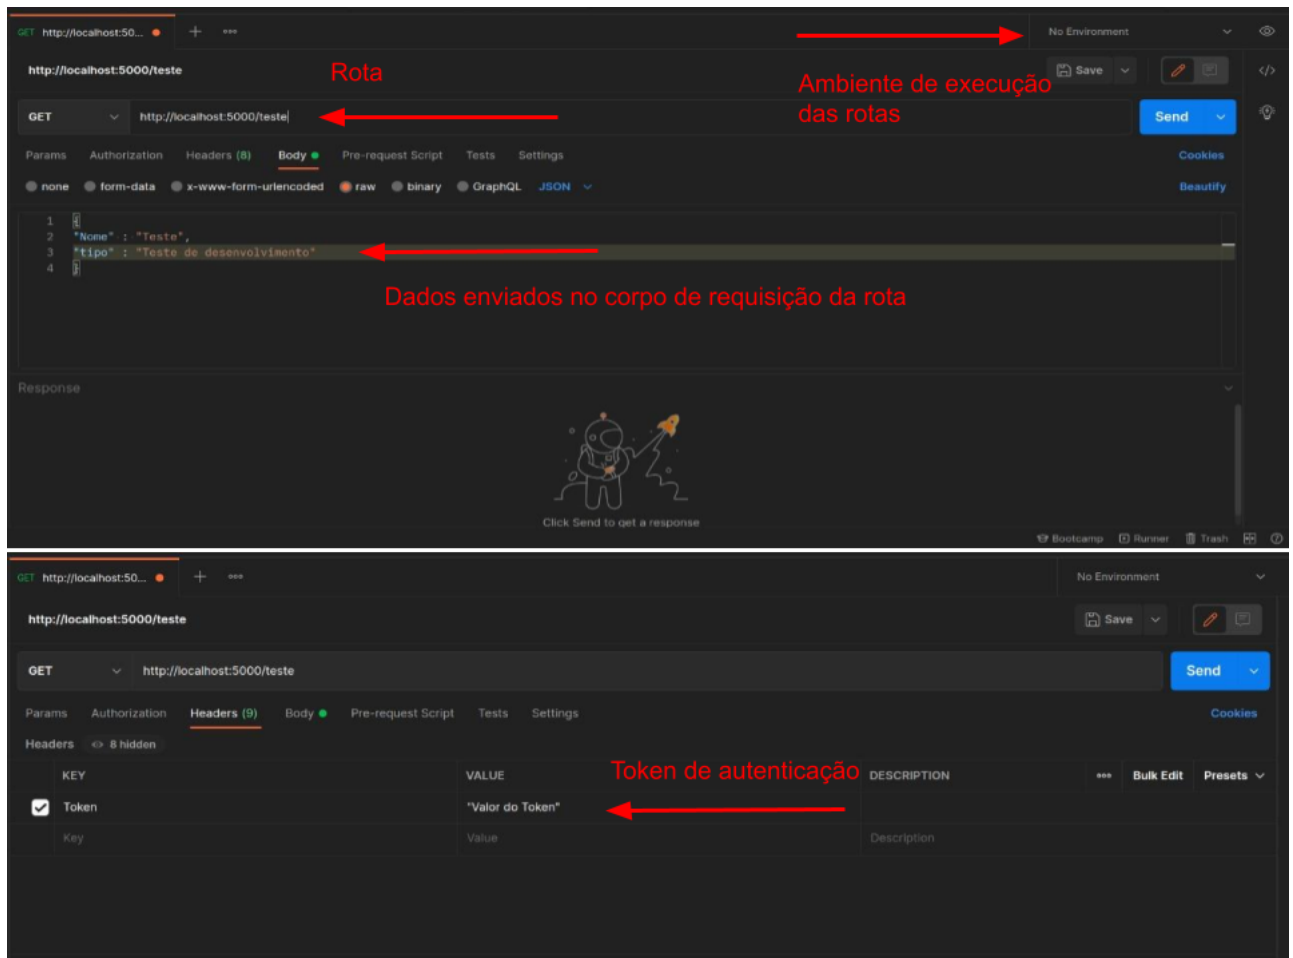 GET http://localhost:50... + ooo No Environment
http://localhost:5000/teste Rota Save </>
Ambiente de execução
das rotas
GET http://localhost:5000/teste Send
Params Authorization Headers (8) Body Pre-request Script Tests Settings Cookies
none form-data x-www-form-urlencoded raw binary GraphQL JSON Beautify
1 {
2 "Nome" : "Teste",
3 "tipo" : "Teste de desenvolvimento"
4 }
Dados enviados no corpo de requisição da rota
Response
Click Send to get a response
Bootcamp Runner Trash
GET http://localhost:50... + ooo No Environment
http://localhost:5000/teste Save
GET http://localhost:5000/teste Send
Params Authorization Headers (9) Body Pre-request Script Tests Settings Cookies
Headers 8 hidden
KEY VALUE Token de autenticação DESCRIPTION ooo Bulk Edit Presets
Token "Valor do Token"
Key Value Description